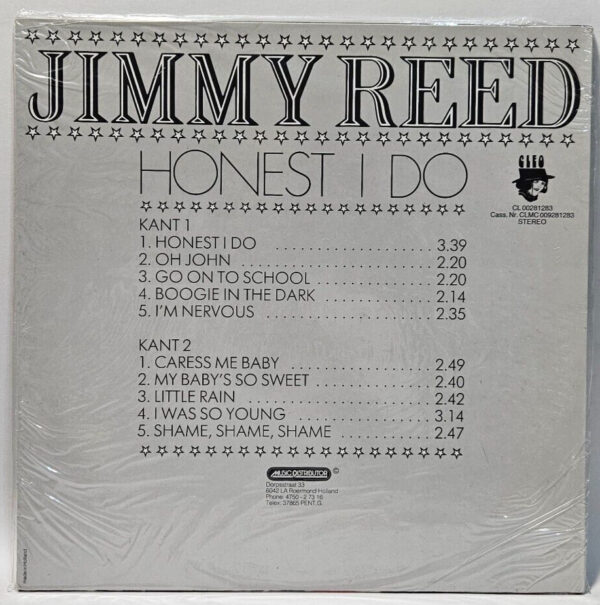 JIMMY REED
HONEST I DO
CLEO
CL 00281283
Cass. Nr. CLMC 009281283
STEREO
KANT 1
1. HONEST I DO .................... 3.39
2. OH JOHN ....................... 2.20
3. GO ON TO SCHOOL .............. 2.20
4. BOOGIE IN THE DARK ............. 2.14
5. I'M NERVOUS .................... 2.35
KANT 2
1. CARESS ME BABY ................. 2.49
2. MY BABY'S SO SWEET ............. 2.40
3. LITTLE RAIN ..................... 2.42
4. I WAS SO YOUNG ................ 3.14
5. SHAME, SHAME, SHAME ........... 2.47
MUSIC DISTRIBUTOR ©
Dorpsstraat 33
6042 LA Roermond-Holland
Phone: 4750 - 2 73 16
Telex: 37865 PENT.G.
made in Holland